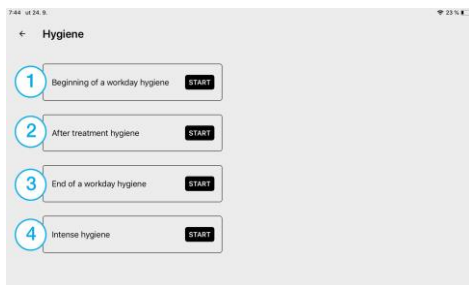 7:44 ut 24. 9.
23 %
← Hygiene
1 Beginning of a workday hygiene START
2 After treatment hygiene START
3 End of a workday hygiene START
4 Intense hygiene START